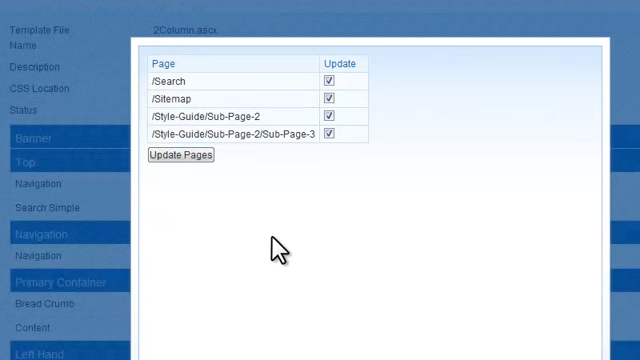 Template File 2Column.ascx
Name
Description
CSS Location
Status
Banner
Top
Navigation
Search Simple
Navigation
Navigation
Primary Container
Bread Crumb
Content
Left Hand
Page Update
/Search
/Sitemap
/Style-Guide/Sub-Page-2
/Style-Guide/Sub-Page-2/Sub-Page-3
Update Pages